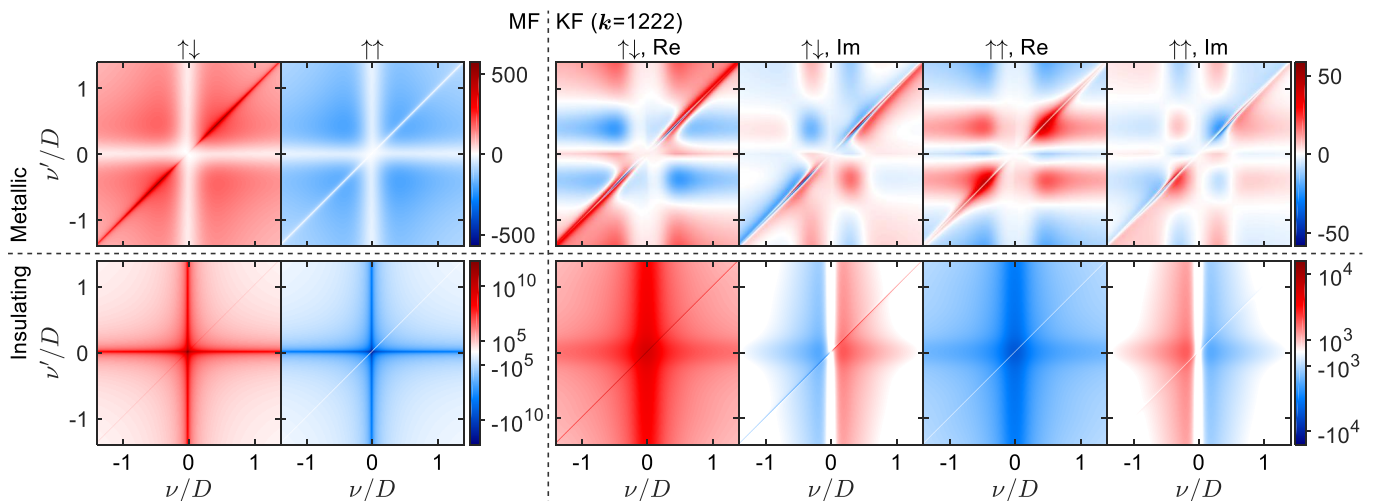 MF KF (k=1222)
↑↓ ↑↑ ↑↓, Re ↑↓, Im ↑↑, Re ↑↑, Im
Metallic
ν′/D
1
0
-1
500
0
-500
50
0
-50
Insulating
ν′/D
1
0
-1
10^10
10^5
-10^5
-10^10
10^4
10^3
-10^3
-10^4
-1 0 1 -1 0 1 -1 0 1 -1 0 1 -1 0 1 -1 0 1
ν/D ν/D ν/D ν/D ν/D ν/D